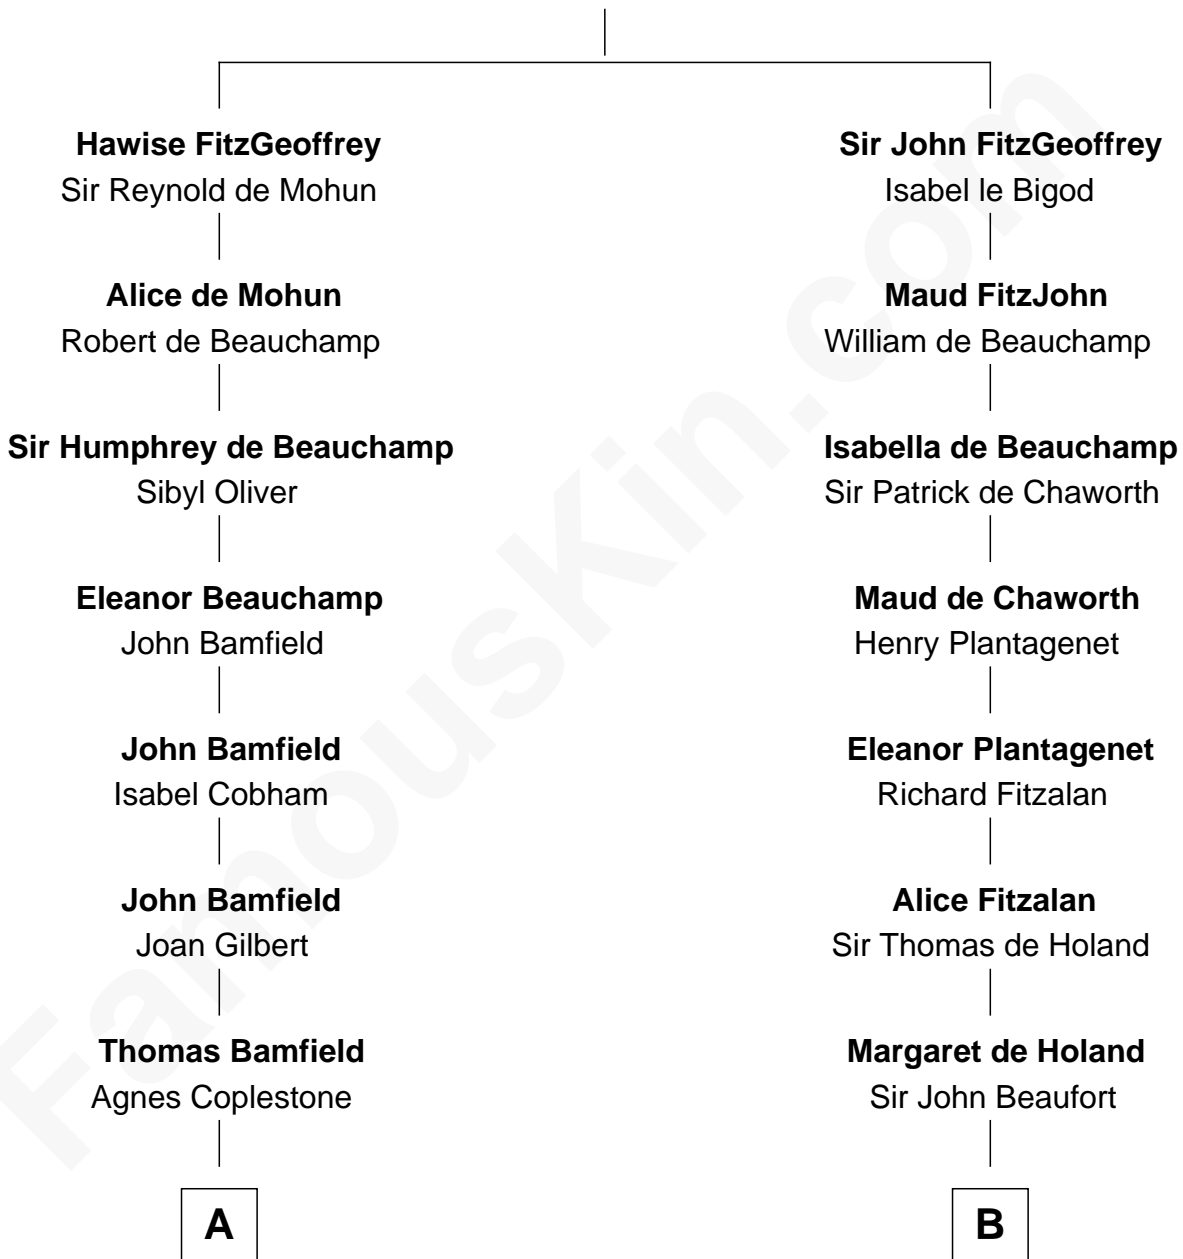 Hawise FitzGeoffrey
Sir Reynold de Mohun
Alice de Mohun
Robert de Beauchamp
Sir Humphrey de Beauchamp
Sibyl Oliver
Eleanor Beauchamp
John Bamfield
John Bamfield
Isabel Cobham
John Bamfield
Joan Gilbert
Thomas Bamfield
Agnes Coplestone
A
Sir John FitzGeoffrey
Isabel le Bigod
Maud FitzJohn
William de Beauchamp
Isabella de Beauchamp
Sir Patrick de Chaworth
Maud de Chaworth
Henry Plantagenet
Eleanor Plantagenet
Richard Fitzalan
Alice Fitzalan
Sir Thomas de Holand
Margaret de Holand
Sir John Beaufort
B
FamousKin.com